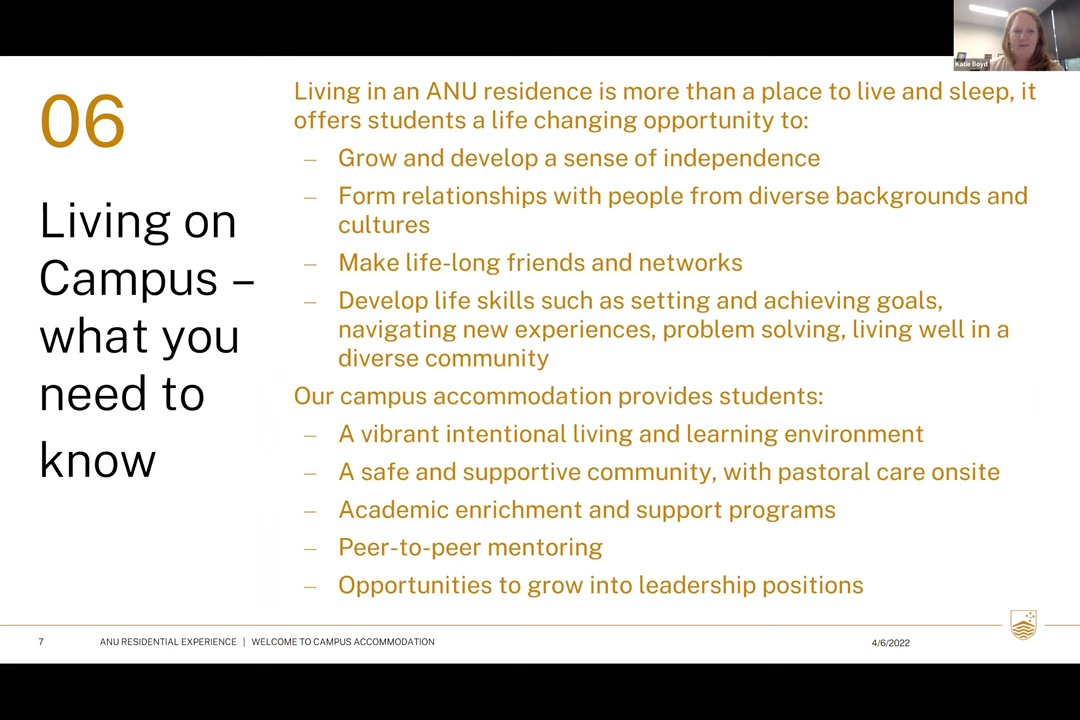 Katie Boyd
06
Living on
Campus –
what you
need to
know
Living in an ANU residence is more than a place to live and sleep, it
offers students a life changing opportunity to:
– Grow and develop a sense of independence
– Form relationships with people from diverse backgrounds and
cultures
– Make life-long friends and networks
– Develop life skills such as setting and achieving goals,
navigating new experiences, problem solving, living well in a
diverse community
Our campus accommodation provides students:
– A vibrant intentional living and learning environment
– A safe and supportive community, with pastoral care onsite
– Academic enrichment and support programs
– Peer-to-peer mentoring
– Opportunities to grow into leadership positions
7 ANU RESIDENTIAL EXPERIENCE | WELCOME TO CAMPUS ACCOMMODATION 4/6/2022